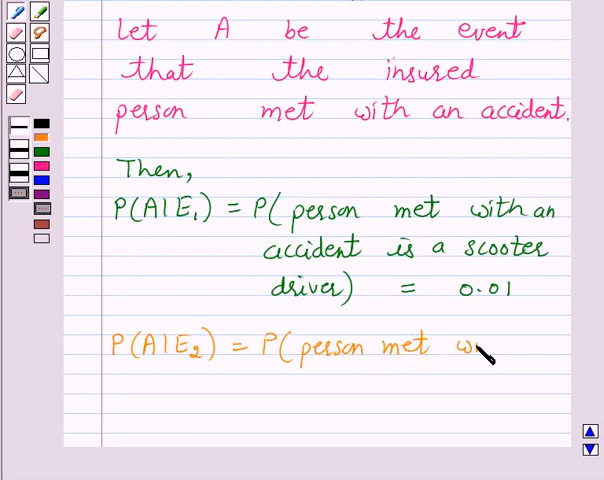 Let A be the event
that the insured
person met with an accident.
Then,
P(A|E₁) = P(person met with an
accident is a scooter
driver) = 0.01
P(A|E₂) = P(person met w